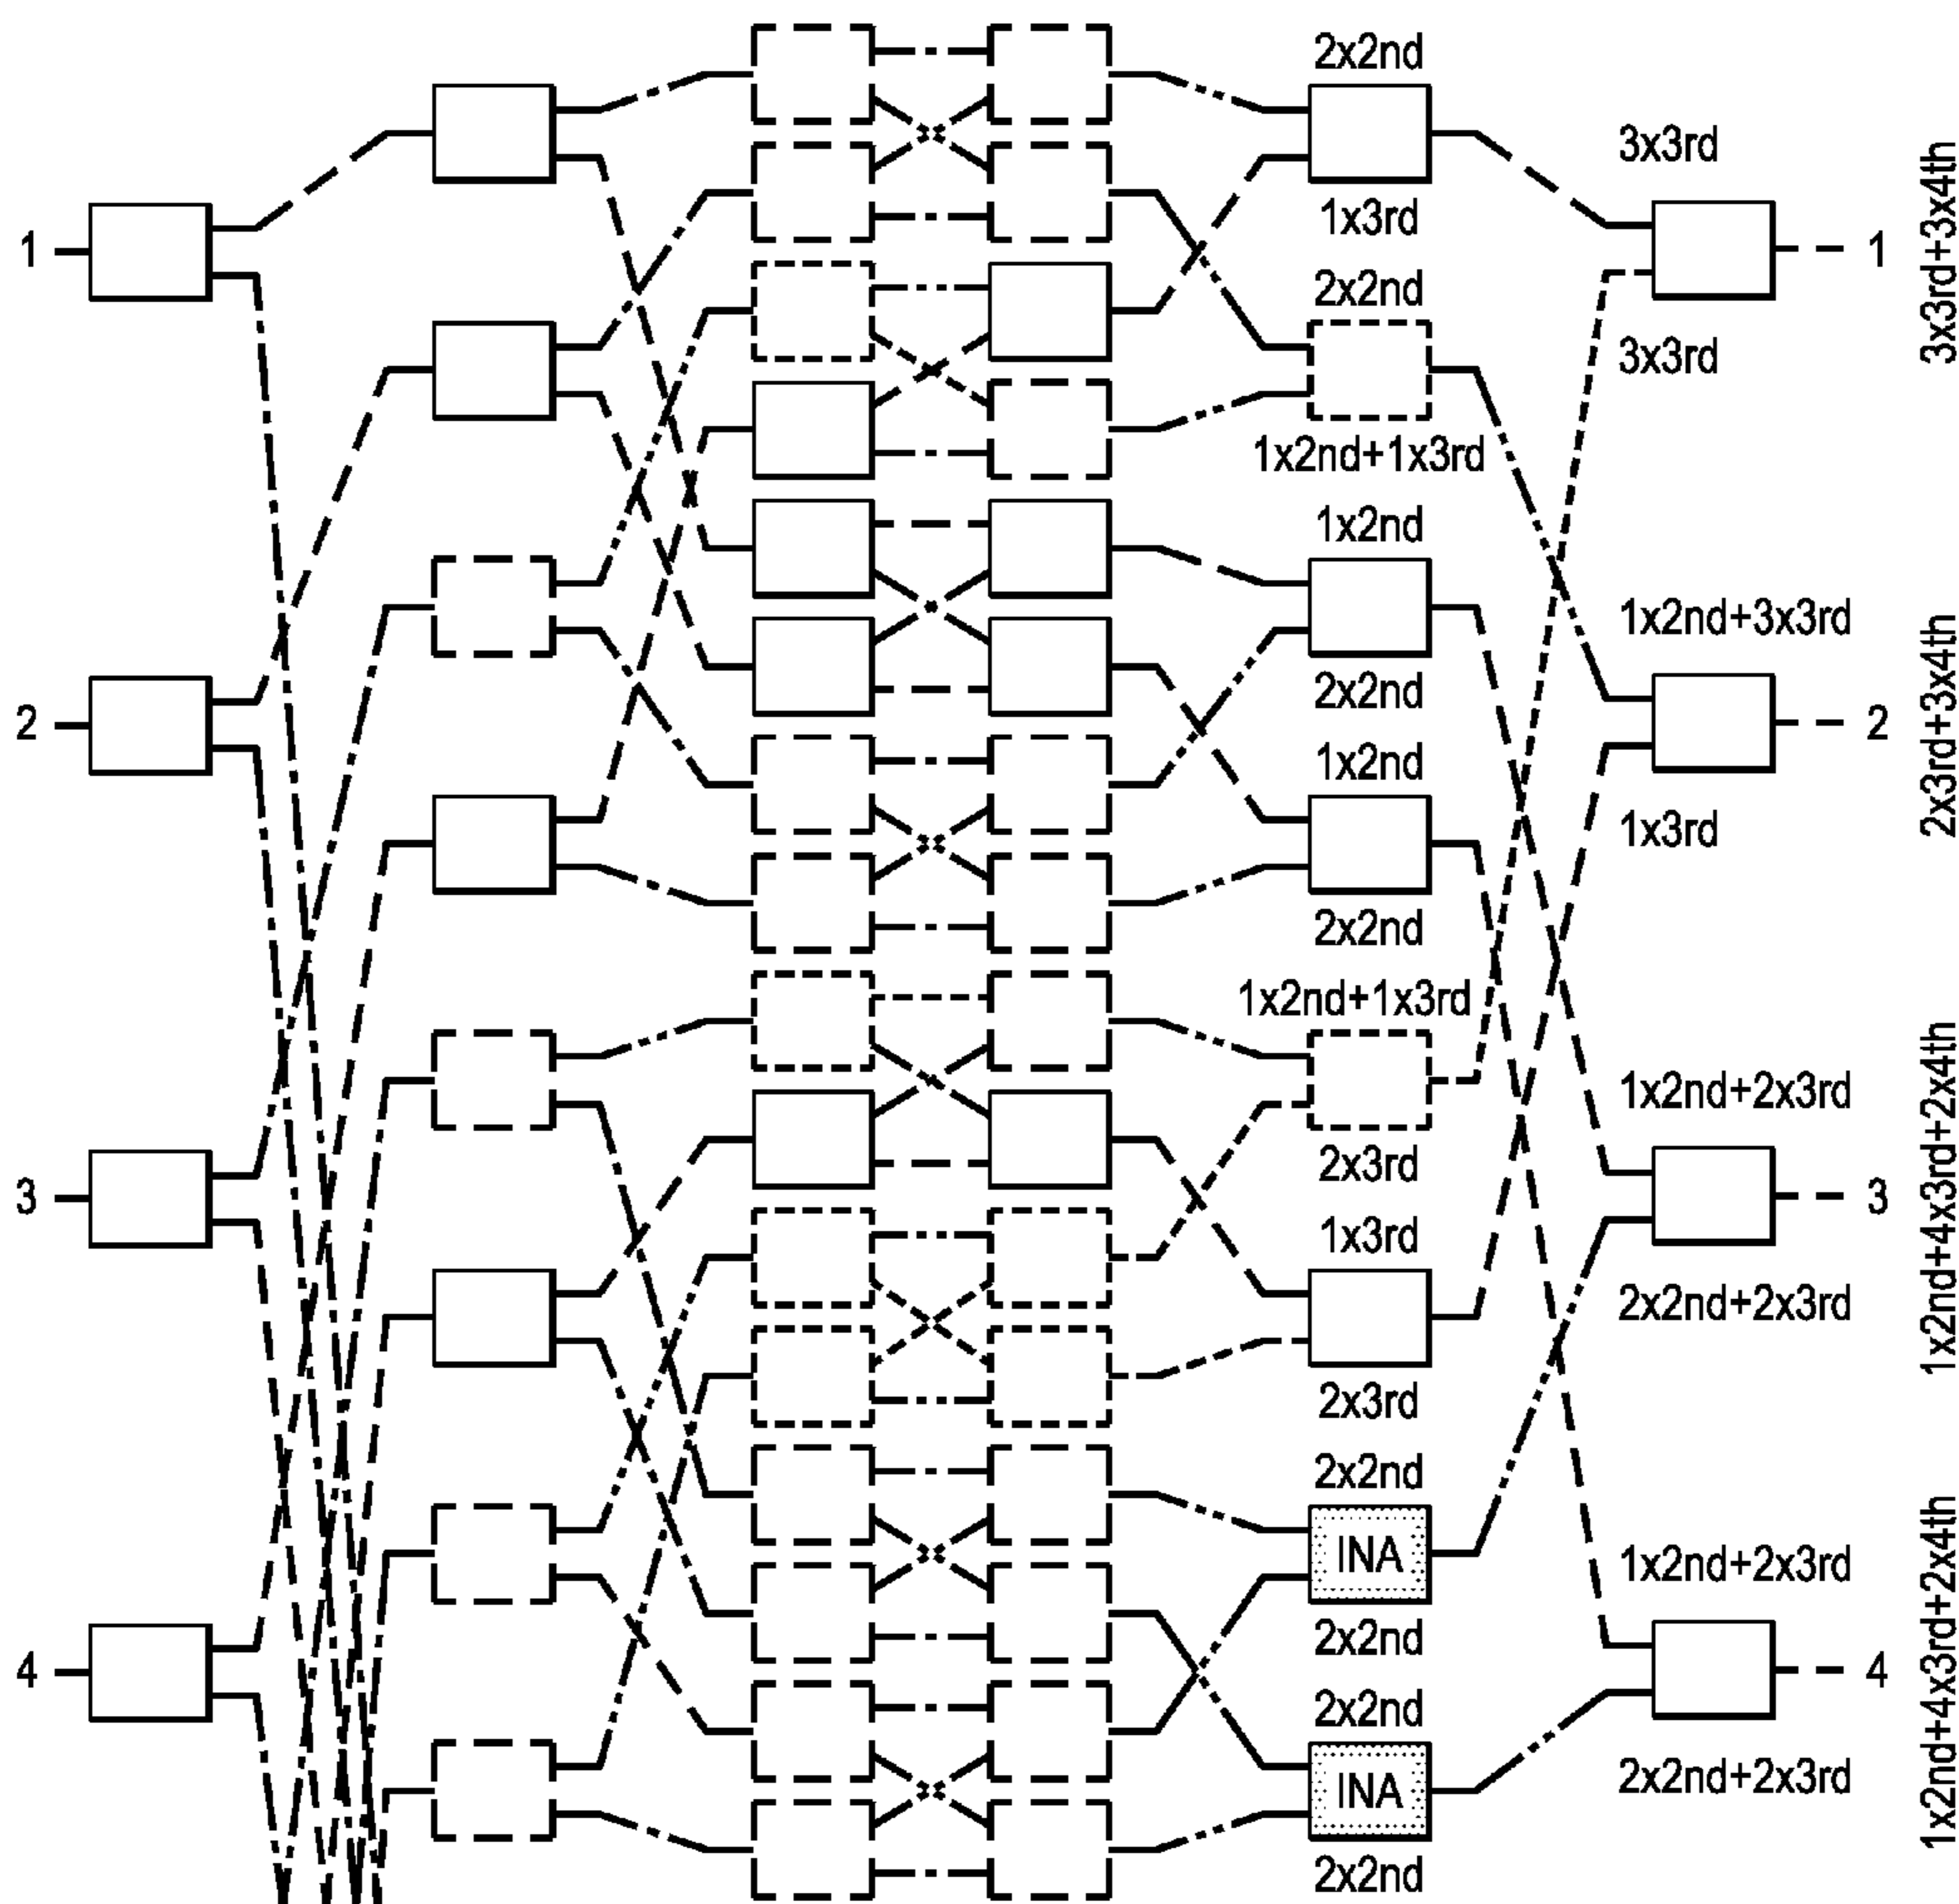 1
2
3
4
2x2nd
1x3rd
2x2nd
1x2nd+1x3rd
1x2nd
2x2nd
1x2nd
2x2nd
1x2nd+1x3rd
2x3rd
1x3rd
2x3rd
2x2nd
INA
2x2nd
2x2nd
INA
2x2nd
3x3rd
3x3rd
1x2nd+3x3rd
1x3rd
1x2nd+2x3rd
2x2nd+2x3rd
1x2nd+2x3rd
2x2nd+2x3rd
1
2
3
4
3x3rd+3x4th
2x3rd+3x4th
1x2nd+4x3rd+2x4th
1x2nd+4x3rd+2x4th